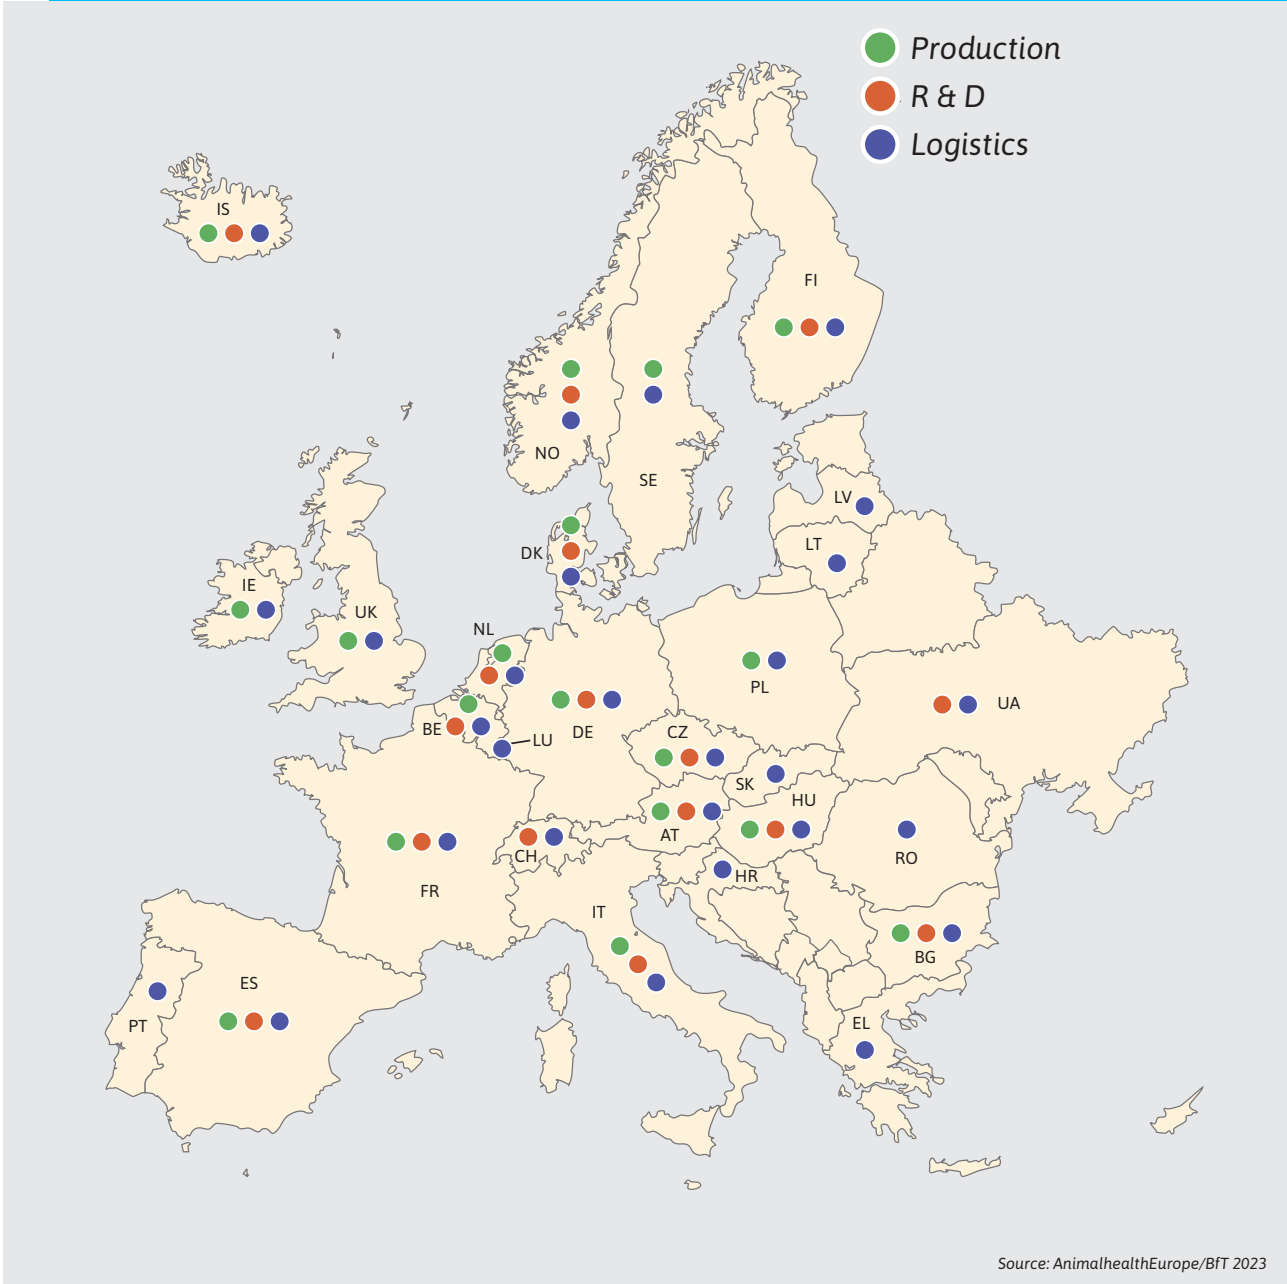 Production
R & D
Logistics
IS
FI
NO
SE
LV
LT
DK
IE
UK
NL
PL
UA
BE
LU
DE
CZ
SK
HU
AT
CH
RO
HR
FR
IT
BG
ES
PT
EL
Source: AnimalhealthEurope/BfT 2023